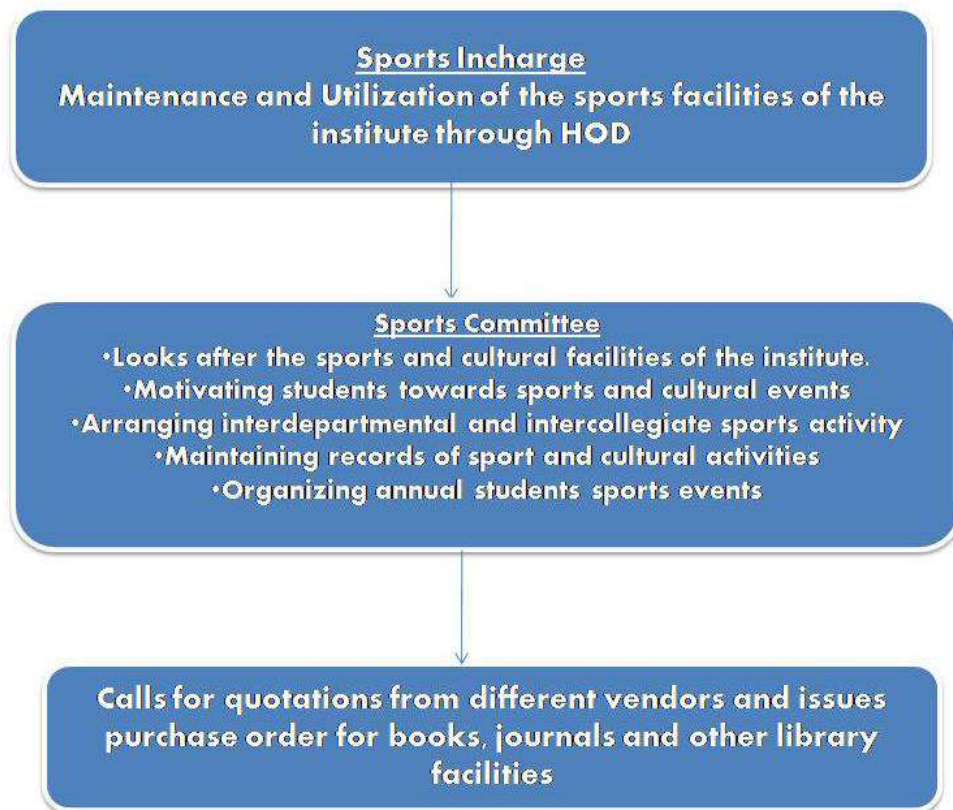 Sports Incharge
Maintenance and Utilization of the sports facilities of the
institute through HOD
Sports Committee
•Looks after the sports and cultural facilities of the institute.
•Motivating students towards sports and cultural events
•Arranging interdepartmental and intercollegiate sports activity
•Maintaining records of sport and cultural activities
•Organizing annual students sports events
Calls for quotations from different vendors and issues
purchase order for books, journals and other library
facilities